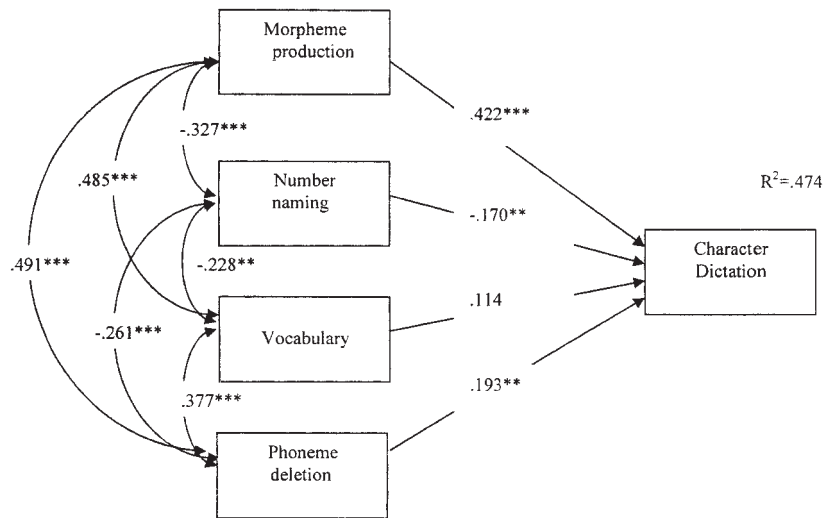 Morpheme
production
.422***
-.327***
R²=.474
.485***
Number
naming
-.170**
Character
Dictation
.491***
-.228**
.114
-.261***
Vocabulary
.193**
.377***
Phoneme
deletion